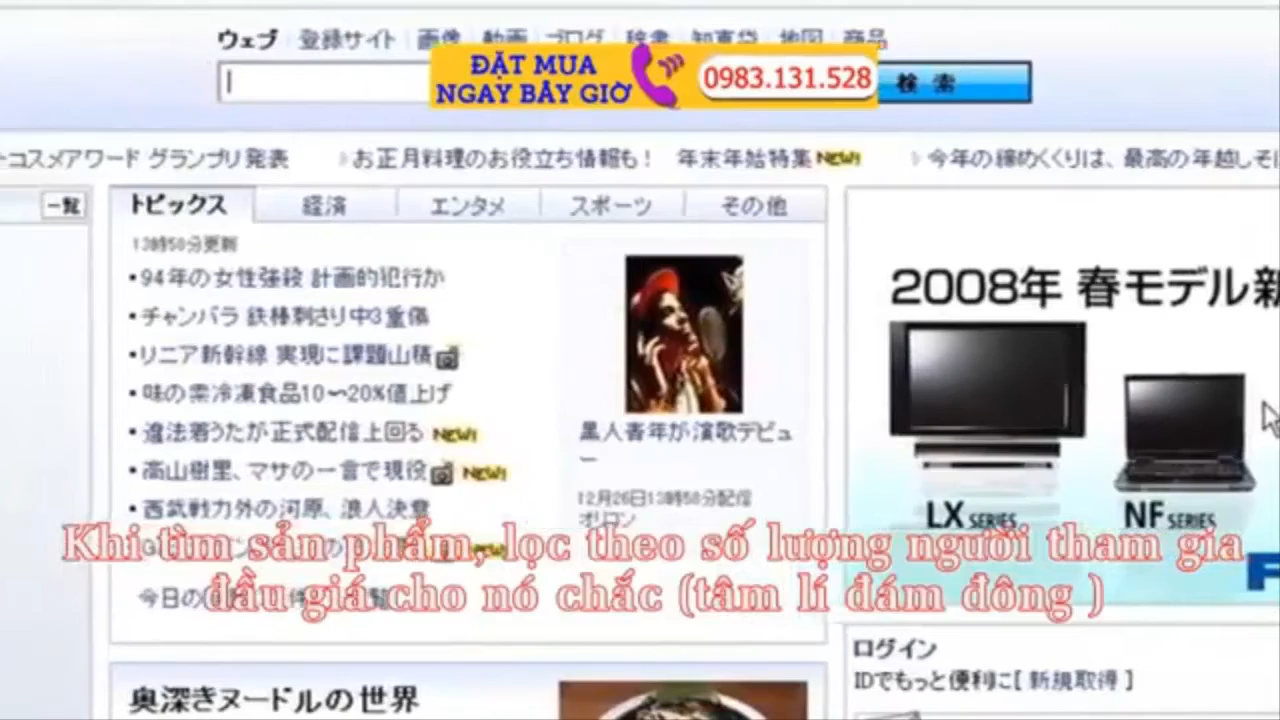 ウェブ 登録サイト 画像 動画 ブログ 辞書 知恵袋 地図 商品
ĐẶT MUA
NGAY BÂY GIỜ
0983.131.528
検索
コスメアワード グランプリ発表
お正月料理のお役立ち情報も! 年末年始特集 NEW!
今年の締めくくりは、最高の年越しそ
一覧
トピックス 経済 エンタメ スポーツ その他
13時50分更新
・94年の女性強殺 計画的犯行か
・チャンバラ 鉄棒刺さり中3重傷
・リニア新幹線 実現に課題山積
・味の素冷凍食品10~20%値上げ
・違法着うたが正式配信上回る NEW!
・高山樹里、マサの一言で現役 NEW!
・西武戦力外の河原、浪人決意
黒人青年が演歌デビュ
ー
12月26日13時50分配信
オリコン
2008年 春モデル新
LX SERIES
NF SERIES
Khi tìm sản phẩm, lọc theo số lượng người tham gia
đầu giá cho nó chắc (tâm lí đám đông )
今日の
奥深きヌードルの世界
ログイン
IDでもっと便利に[ 新規取得 ]